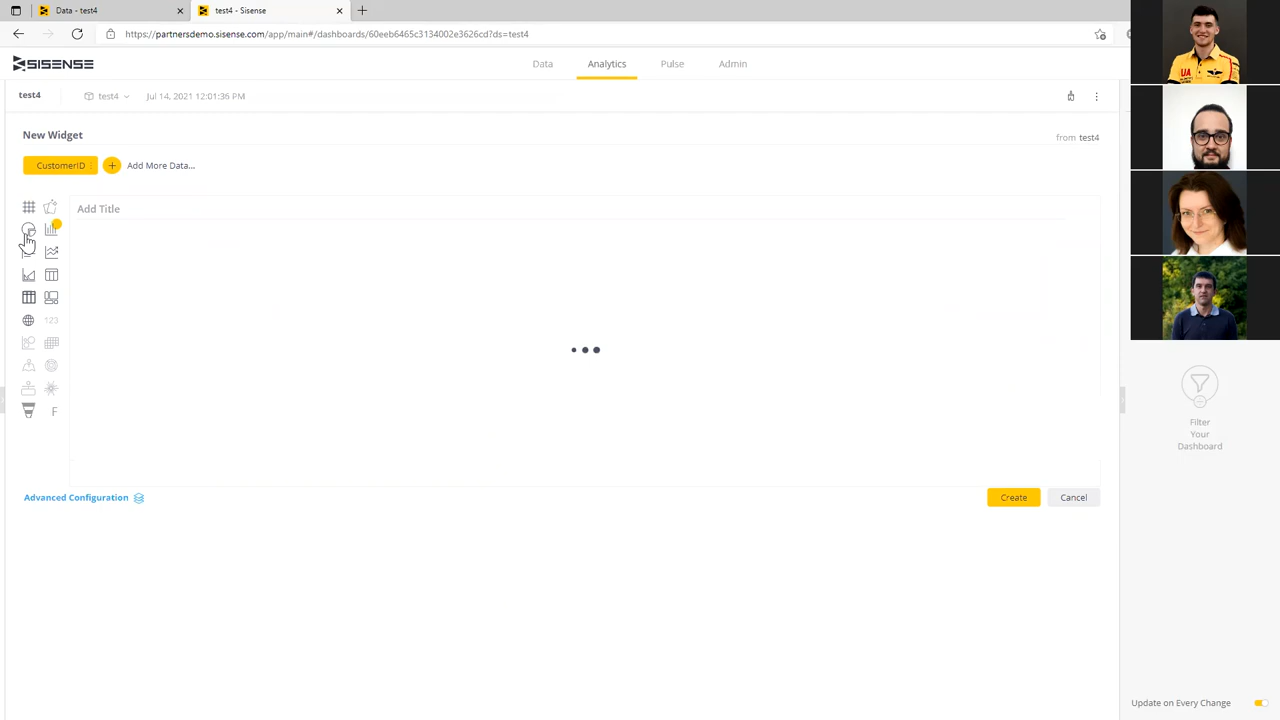 Data - test4
test4 - Sisense
https://partnersdemo.sisense.com/app/main#/dashboards/60eeb6465c3134002e3626cd?ds=test4
SISENSE
Data
Analytics
Pulse
Admin
test4
test4
Jul 14, 2021 12:01:36 PM
New Widget
from test4
CustomerID
Add More Data...
Add Title
123
F
Advanced Configuration
Create
Cancel
UA
Filter
Your
Dashboard
Update on Every Change